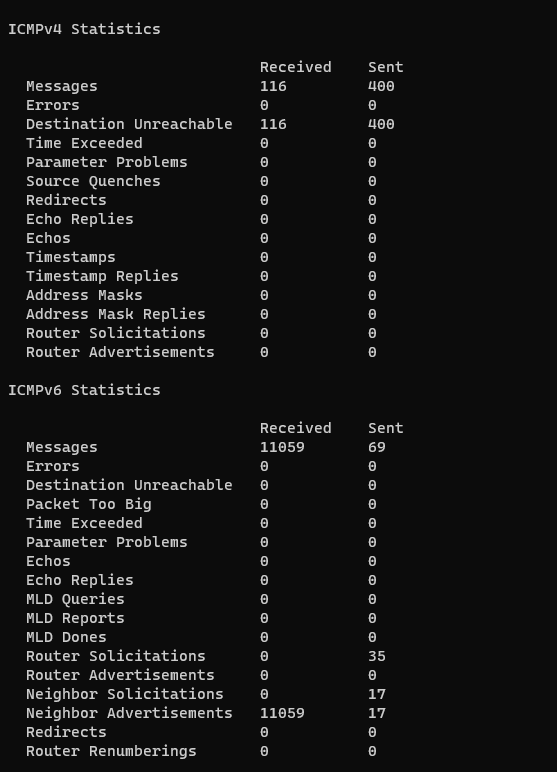 ICMPv4 Statistics
Received Sent
Messages 116 400
Errors 0 0
Destination Unreachable 116 400
Time Exceeded 0 0
Parameter Problems 0 0
Source Quenches 0 0
Redirects 0 0
Echo Replies 0 0
Echos 0 0
Timestamps 0 0
Timestamp Replies 0 0
Address Masks 0 0
Address Mask Replies 0 0
Router Solicitations 0 0
Router Advertisements 0 0
ICMPv6 Statistics
Received Sent
Messages 11059 69
Errors 0 0
Destination Unreachable 0 0
Packet Too Big 0 0
Time Exceeded 0 0
Parameter Problems 0 0
Echos 0 0
Echo Replies 0 0
MLD Queries 0 0
MLD Reports 0 0
MLD Dones 0 0
Router Solicitations 0 35
Router Advertisements 0 0
Neighbor Solicitations 0 17
Neighbor Advertisements 11059 17
Redirects 0 0
Router Renumberings 0 0